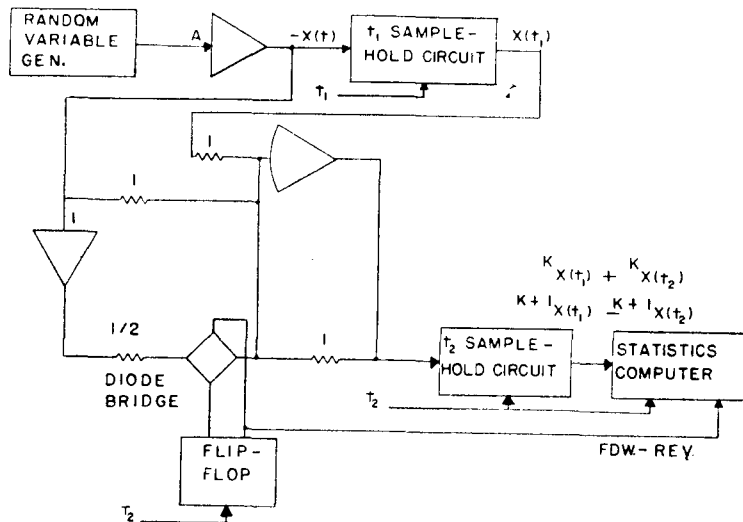 RANDOM
VARIABLE
GEN.
A
-X(t)
t₁ SAMPLE-
HOLD CIRCUIT
X(t₁)
t₁
1
1
1
1/2
DIODE
BRIDGE
1
K X(t₁) + K X(t₂)
K+1 X(t₁) - K+1 X(t₂)
t₂ SAMPLE-
HOLD CIRCUIT
STATISTICS
COMPUTER
t₂
FLIP-
FLOP
FDW.-REV.
T₂